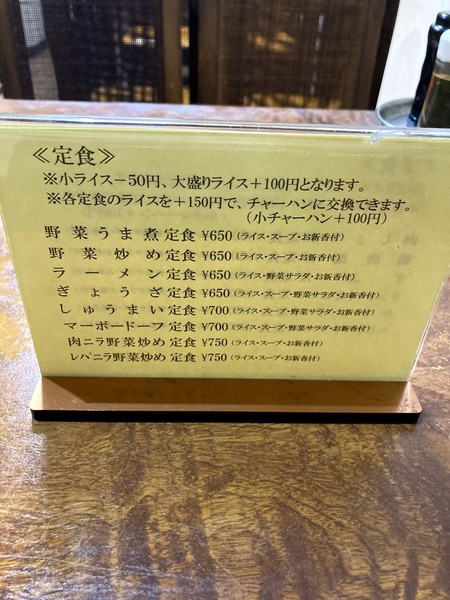 ≪定食≫
※小ライス－50円、大盛りライス＋100円となります。
※各定食のライスを＋150円で、チャーハンに交換できます。
（小チャーハン＋100円）
野菜うま煮定食 ¥650（ライス・スープ・お新香付）
野菜炒め定食 ¥650（ライス・スープ・お新香付）
ラーメン定食 ¥650（ライス・野菜サラダ・お新香付）
ぎょうざ定食 ¥650（ライス・スープ・野菜サラダ・お新香付）
しゅうまい定食 ¥700（ライス・スープ・野菜サラダ・お新香付）
マーボードーフ定食 ¥700（ライス・スープ・野菜サラダ・お新香付）
肉ニラ野菜炒め定食 ¥750（ライス・スープ・お新香付）
レバニラ野菜炒め定食 ¥750（ライス・スープ・お新香付）